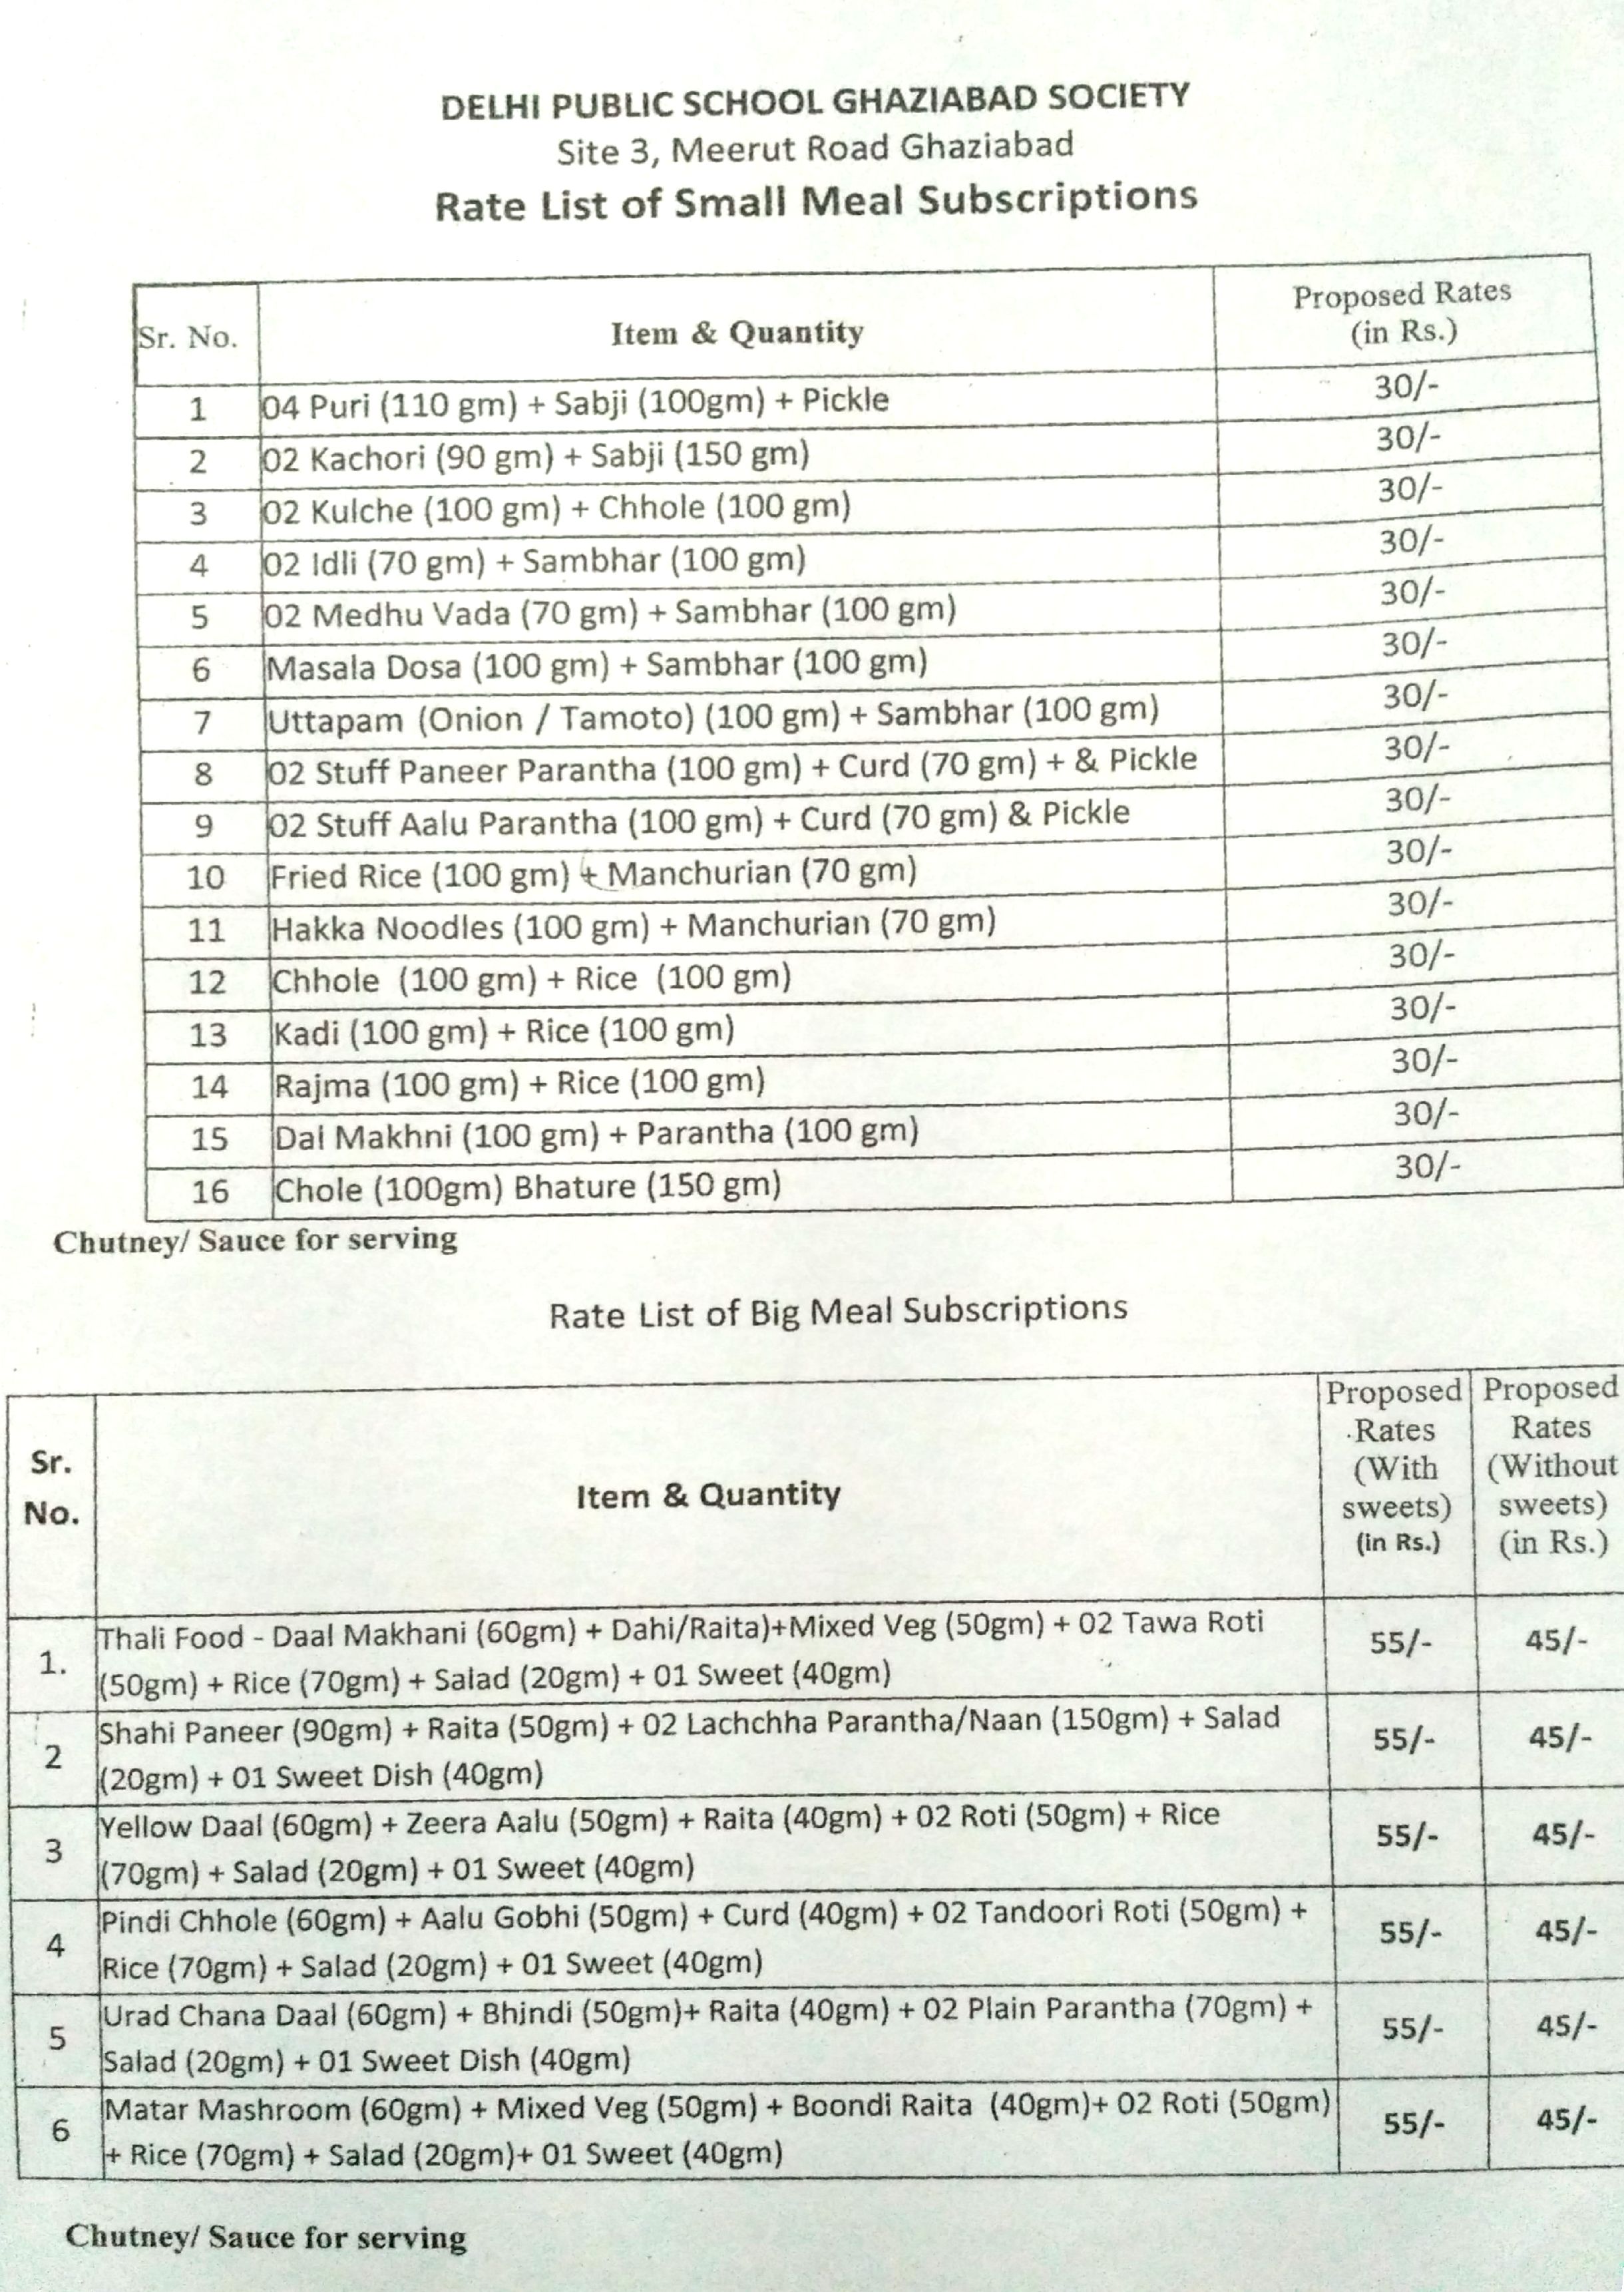 DELHI PUBLIC SCHOOL GHAZIABAD SOCIETY
Site 3, Meerut Road Ghaziabad
Rate List of Small Meal Subscriptions
Sr. No. Item & Quantity Proposed Rates (in Rs.)
1 04 Puri (110 gm) + Sabji (100gm) + Pickle 30/-
2 02 Kachori (90 gm) + Sabji (150 gm) 30/-
3 02 Kulche (100 gm) + Chhole (100 gm) 30/-
4 02 Idli (70 gm) + Sambhar (100 gm) 30/-
5 02 Medhu Vada (70 gm) + Sambhar (100 gm) 30/-
6 Masala Dosa (100 gm) + Sambhar (100 gm) 30/-
7 Uttapam (Onion / Tamoto) (100 gm) + Sambhar (100 gm) 30/-
8 02 Stuff Paneer Parantha (100 gm) + Curd (70 gm) + & Pickle 30/-
9 02 Stuff Aalu Parantha (100 gm) + Curd (70 gm) & Pickle 30/-
10 Fried Rice (100 gm) + Manchurian (70 gm) 30/-
11 Hakka Noodles (100 gm) + Manchurian (70 gm) 30/-
12 Chhole (100 gm) + Rice (100 gm) 30/-
13 Kadi (100 gm) + Rice (100 gm) 30/-
14 Rajma (100 gm) + Rice (100 gm) 30/-
15 Dal Makhni (100 gm) + Parantha (100 gm) 30/-
16 Chole (100gm) Bhature (150 gm) 30/-
Chutney/ Sauce for serving
Rate List of Big Meal Subscriptions
Sr. No. Item & Quantity Proposed Rates (With sweets) (in Rs.) Proposed Rates (Without sweets) (in Rs.)
1. Thali Food - Daal Makhani (60gm) + Dahi/Raita)+Mixed Veg (50gm) + 02 Tawa Roti
(50gm) + Rice (70gm) + Salad (20gm) + 01 Sweet (40gm) 55/- 45/-
2 Shahi Paneer (90gm) + Raita (50gm) + 02 Lachchha Parantha/Naan (150gm) + Salad
(20gm) + 01 Sweet Dish (40gm) 55/- 45/-
3 Yellow Daal (60gm) + Zeera Aalu (50gm) + Raita (40gm) + 02 Roti (50gm) + Rice
(70gm) + Salad (20gm) + 01 Sweet (40gm) 55/- 45/-
4 Pindi Chhole (60gm) + Aalu Gobhi (50gm) + Curd (40gm) + 02 Tandoori Roti (50gm) +
Rice (70gm) + Salad (20gm) + 01 Sweet (40gm) 55/- 45/-
5 Urad Chana Daal (60gm) + Bhindi (50gm)+ Raita (40gm) + 02 Plain Parantha (70gm) +
Salad (20gm) + 01 Sweet Dish (40gm) 55/- 45/-
6 Matar Mashroom (60gm) + Mixed Veg (50gm) + Boondi Raita (40gm)+ 02 Roti (50gm)
+ Rice (70gm) + Salad (20gm)+ 01 Sweet (40gm) 55/- 45/-
Chutney/ Sauce for serving